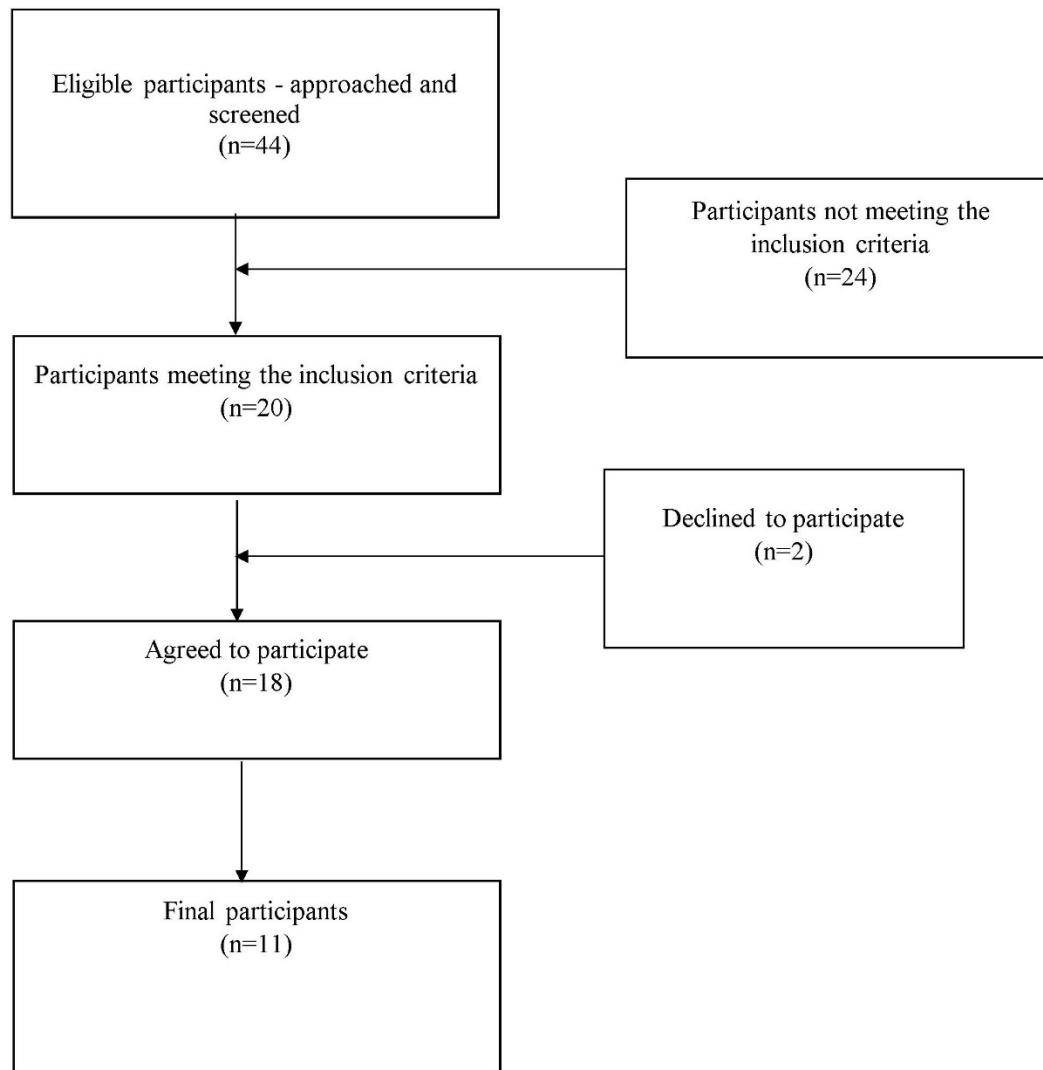 Eligible participants - approached and
screened
(n=44)
Participants not meeting the
inclusion criteria
(n=24)
Participants meeting the inclusion criteria
(n=20)
Declined to participate
(n=2)
Agreed to participate
(n=18)
Final participants
(n=11)